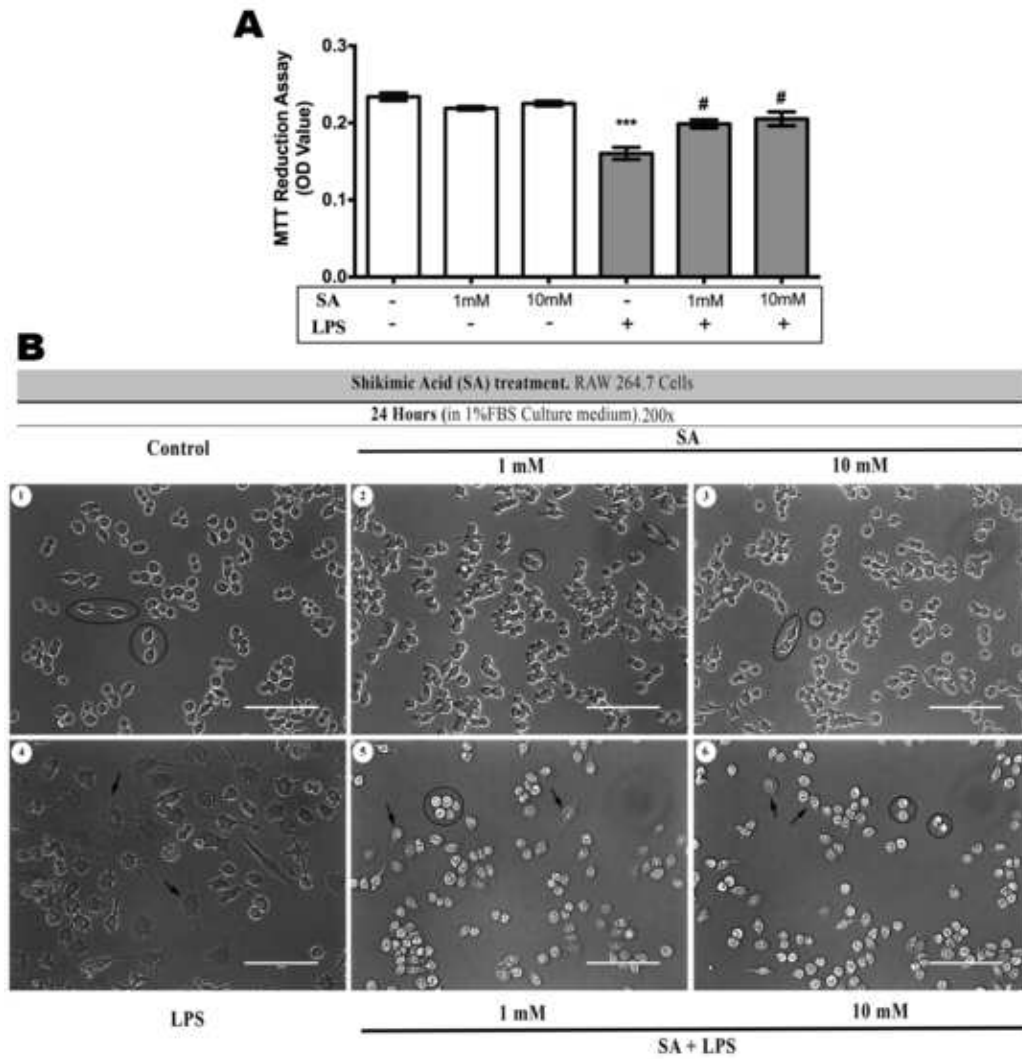 A
MTT Reduction Assay
(OD Value)
0.3
0.2
0.1
0.0
*** # #
SA - 1mM 10mM - 1mM 10mM
LPS - - - + + +
B
Shikimic Acid (SA) treatment. RAW 264.7 Cells
24 Hours (in 1%FBS Culture medium).200x
Control SA
1 mM 10 mM
1 2 3
4 5 6
LPS 1 mM 10 mM
SA + LPS